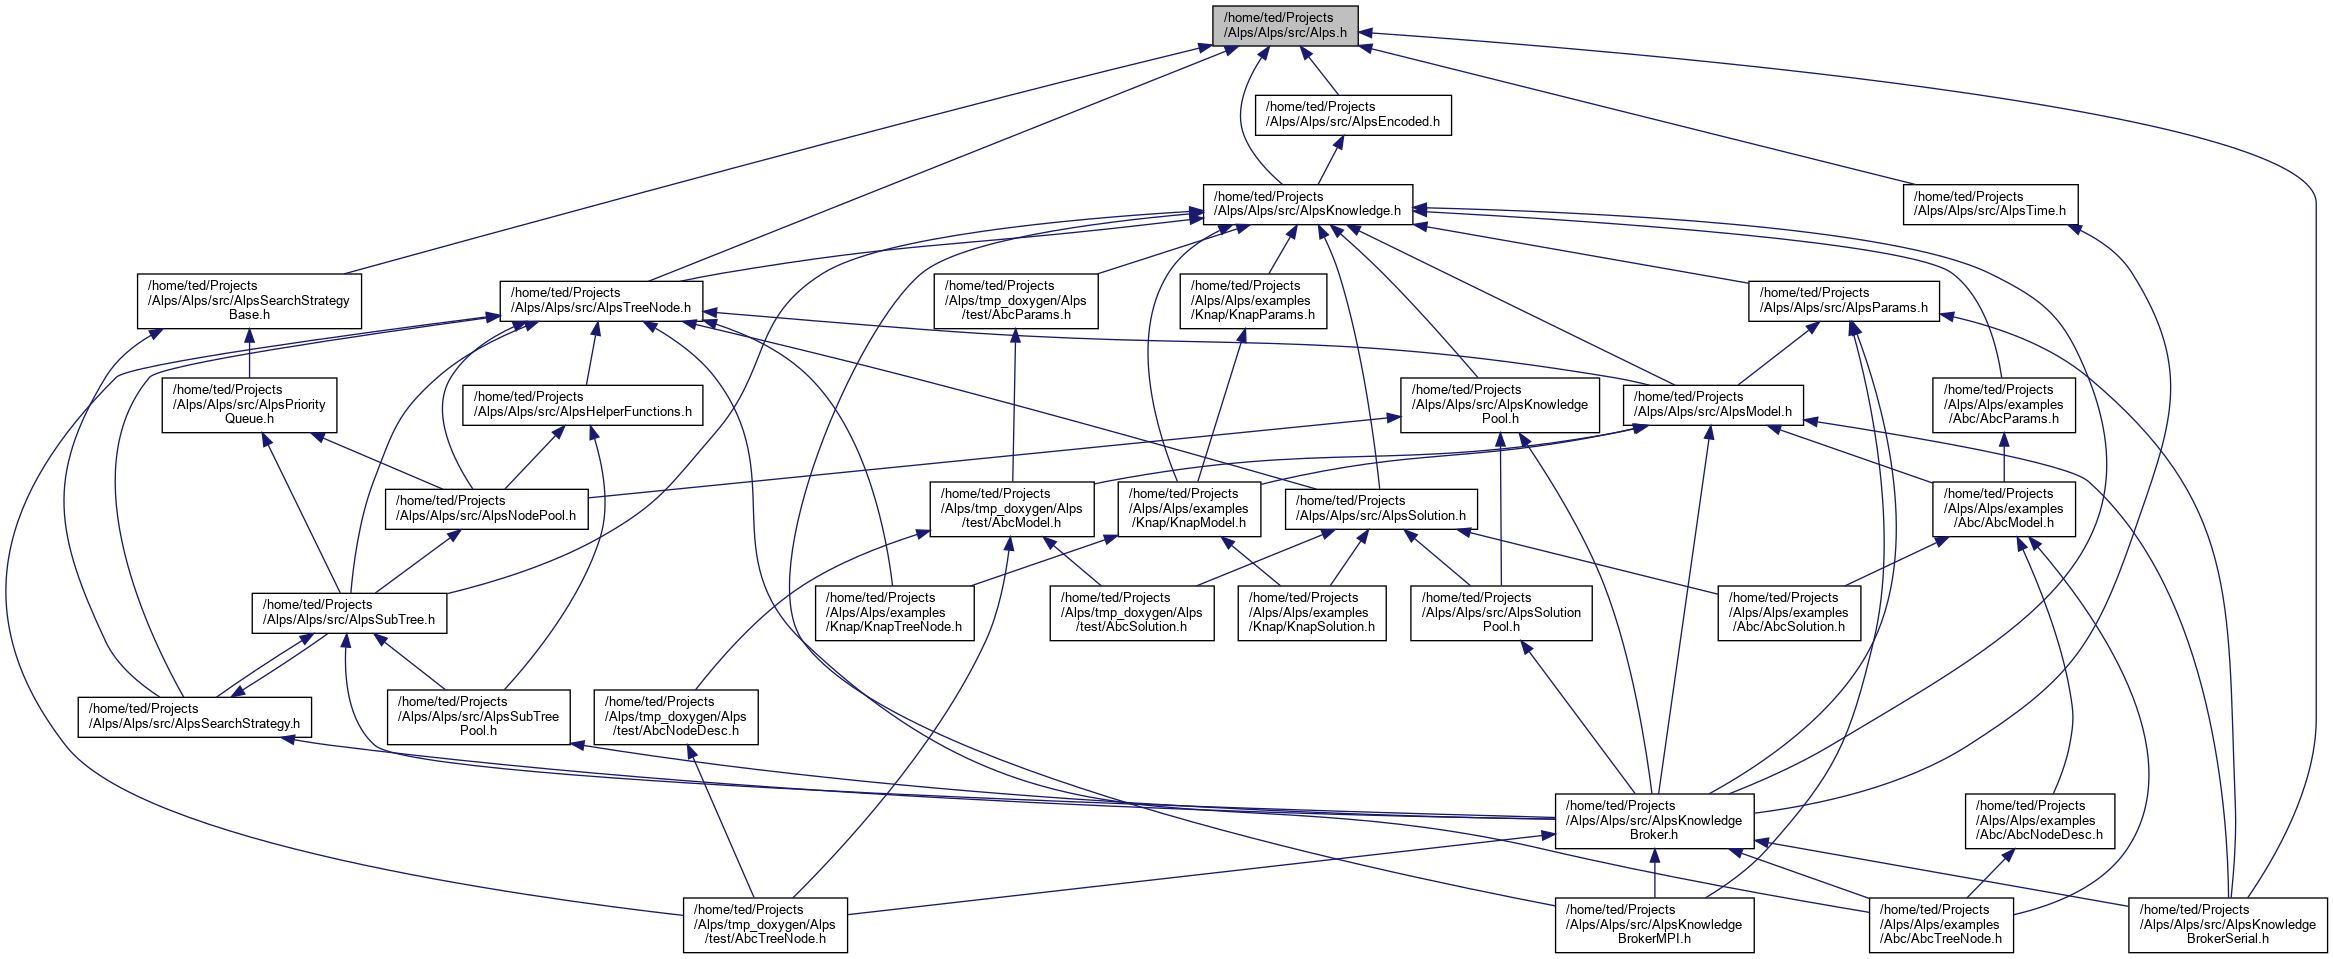 /home/ted/Projects
/Alps/Alps/src/Alps.h
/home/ted/Projects
/Alps/Alps/src/AlpsEncoded.h
/home/ted/Projects
/Alps/Alps/src/AlpsKnowledge.h
/home/ted/Projects
/Alps/Alps/src/AlpsTime.h
/home/ted/Projects
/Alps/Alps/src/AlpsSearchStrategy
Base.h
/home/ted/Projects
/Alps/Alps/src/AlpsTreeNode.h
/home/ted/Projects
/Alps/tmp_doxygen/Alps
/test/AbcParams.h
/home/ted/Projects
/Alps/Alps/examples
/Knap/KnapParams.h
/home/ted/Projects
/Alps/Alps/src/AlpsParams.h
/home/ted/Projects
/Alps/Alps/src/AlpsPriority
Queue.h
/home/ted/Projects
/Alps/Alps/src/AlpsHelperFunctions.h
/home/ted/Projects
/Alps/Alps/src/AlpsKnowledge
Pool.h
/home/ted/Projects
/Alps/Alps/src/AlpsModel.h
/home/ted/Projects
/Alps/Alps/examples
/Abc/AbcParams.h
/home/ted/Projects
/Alps/Alps/src/AlpsNodePool.h
/home/ted/Projects
/Alps/tmp_doxygen/Alps
/test/AbcModel.h
/home/ted/Projects
/Alps/Alps/examples
/Knap/KnapModel.h
/home/ted/Projects
/Alps/Alps/src/AlpsSolution.h
/home/ted/Projects
/Alps/Alps/examples
/Abc/AbcModel.h
/home/ted/Projects
/Alps/Alps/src/AlpsSubTree.h
/home/ted/Projects
/Alps/Alps/examples
/Knap/KnapTreeNode.h
/home/ted/Projects
/Alps/tmp_doxygen/Alps
/test/AbcSolution.h
/home/ted/Projects
/Alps/Alps/examples
/Knap/KnapSolution.h
/home/ted/Projects
/Alps/Alps/src/AlpsSolution
Pool.h
/home/ted/Projects
/Alps/Alps/examples
/Abc/AbcSolution.h
/home/ted/Projects
/Alps/Alps/src/AlpsSearchStrategy.h
/home/ted/Projects
/Alps/Alps/src/AlpsSubTree
Pool.h
/home/ted/Projects
/Alps/tmp_doxygen/Alps
/test/AbcNodeDesc.h
/home/ted/Projects
/Alps/Alps/src/AlpsKnowledge
Broker.h
/home/ted/Projects
/Alps/Alps/examples
/Abc/AbcNodeDesc.h
/home/ted/Projects
/Alps/tmp_doxygen/Alps
/test/AbcTreeNode.h
/home/ted/Projects
/Alps/Alps/src/AlpsKnowledge
BrokerMPI.h
/home/ted/Projects
/Alps/Alps/examples
/Abc/AbcTreeNode.h
/home/ted/Projects
/Alps/Alps/src/AlpsKnowledge
BrokerSerial.h